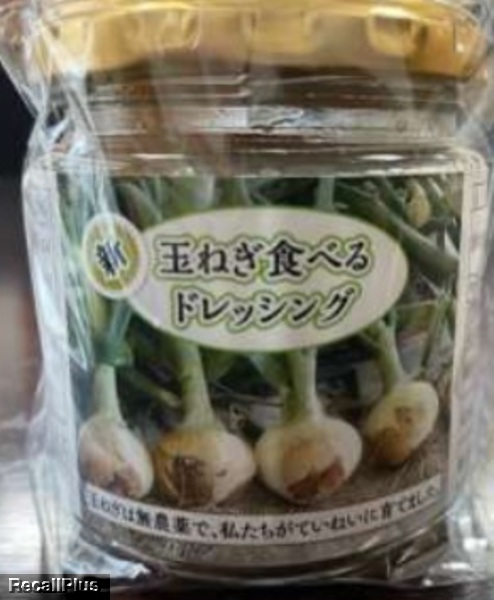 新
玉ねぎ食べる
ドレッシング
玉ねぎは無農薬で、私たちがていねいに育てました。
RecallPlus